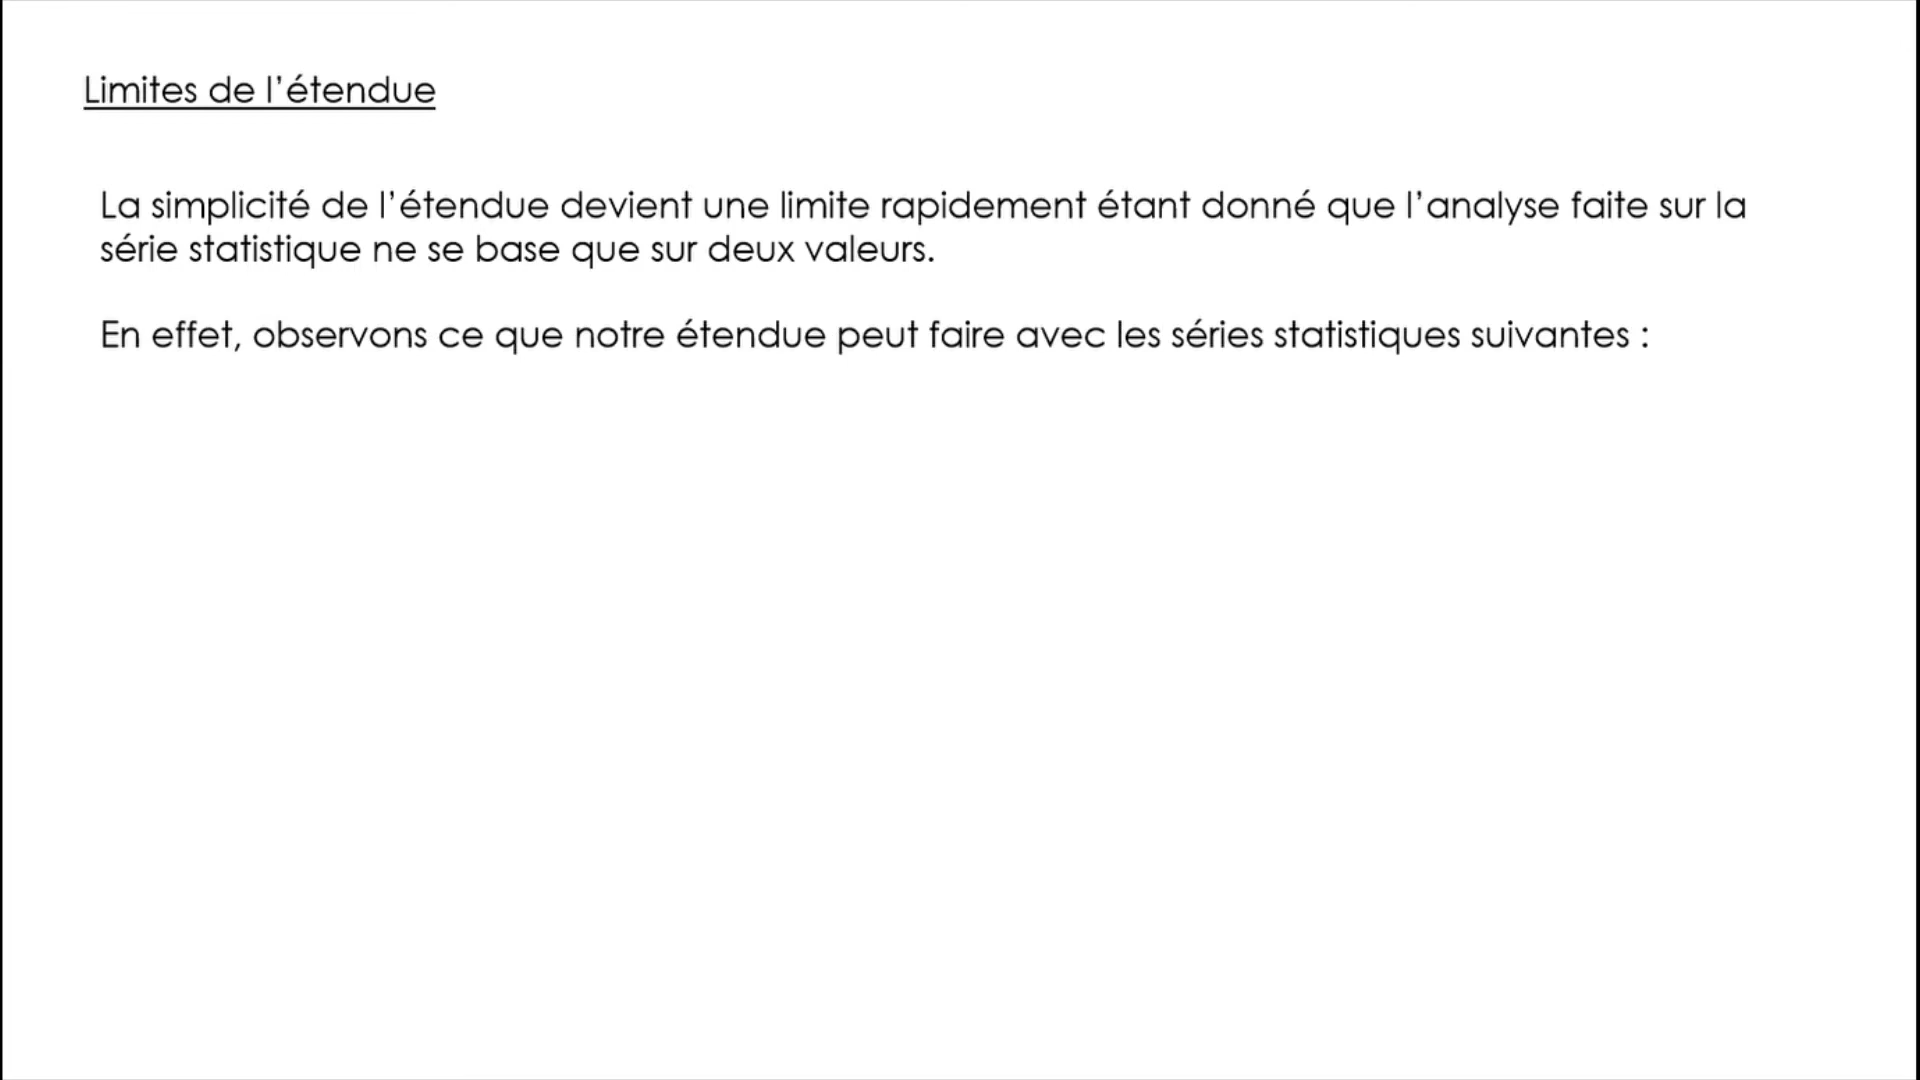 Limites de l’étendue
La simplicité de l’étendue devient une limite rapidement étant donné que l’analyse faite sur la
série statistique ne se base que sur deux valeurs.
En effet, observons ce que notre étendue peut faire avec les séries statistiques suivantes :